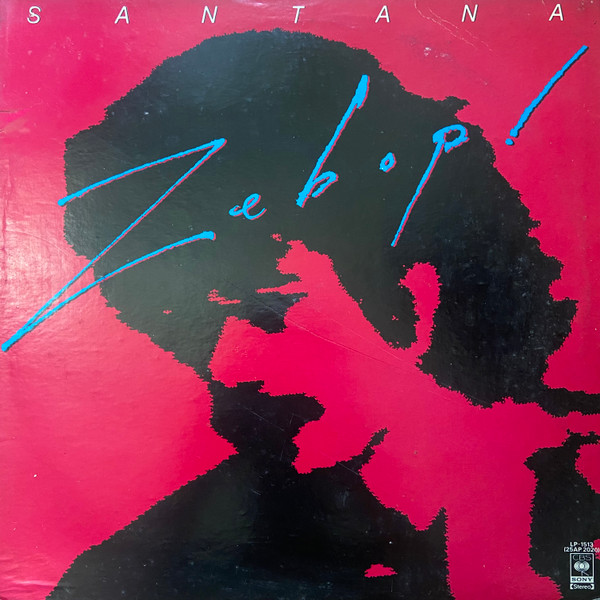 SANTANA
Zebop!
LP-1513
(25AP 2020)
CBS
SONY
Stereo